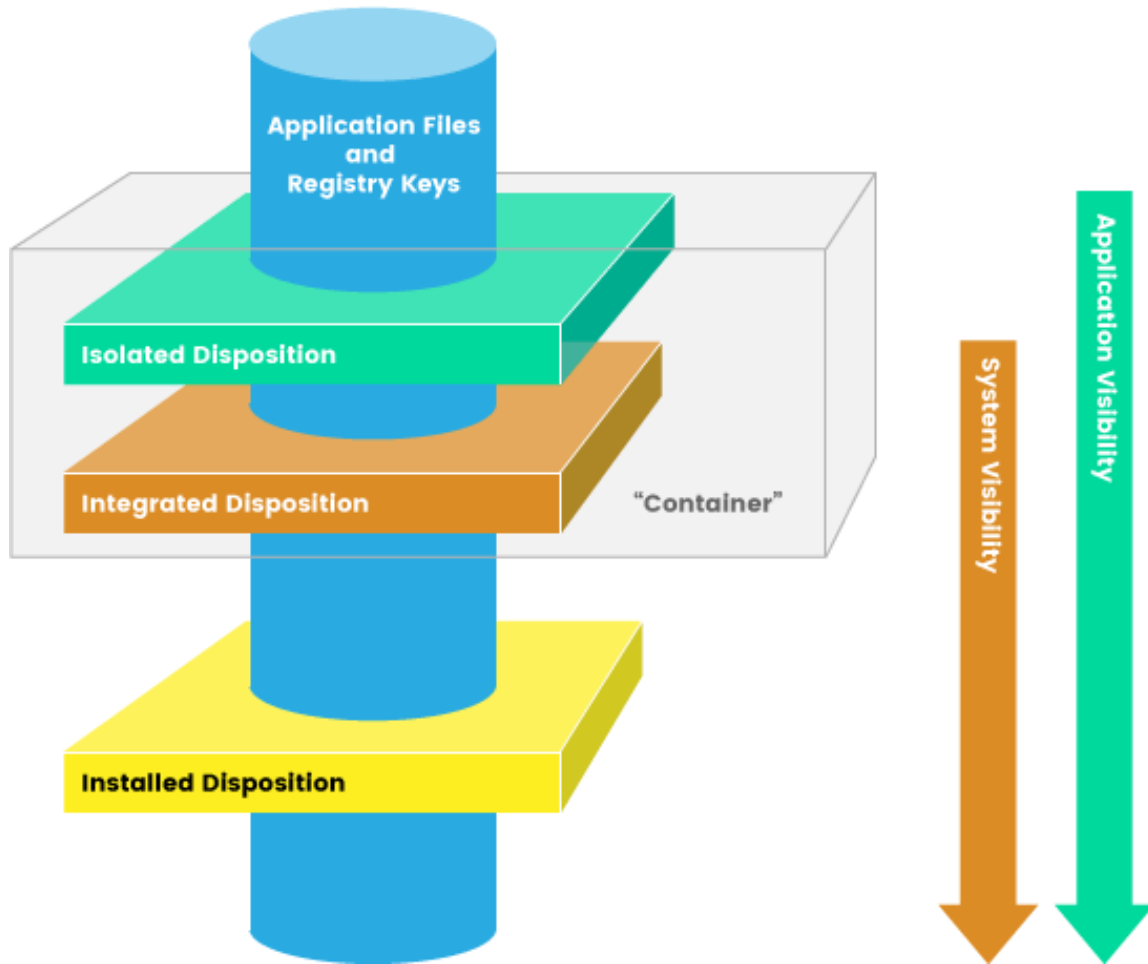 Application Files
and
Registry Keys
Isolated Disposition
Integrated Disposition
“Container”
Installed Disposition
System Visibility
Application Visibility